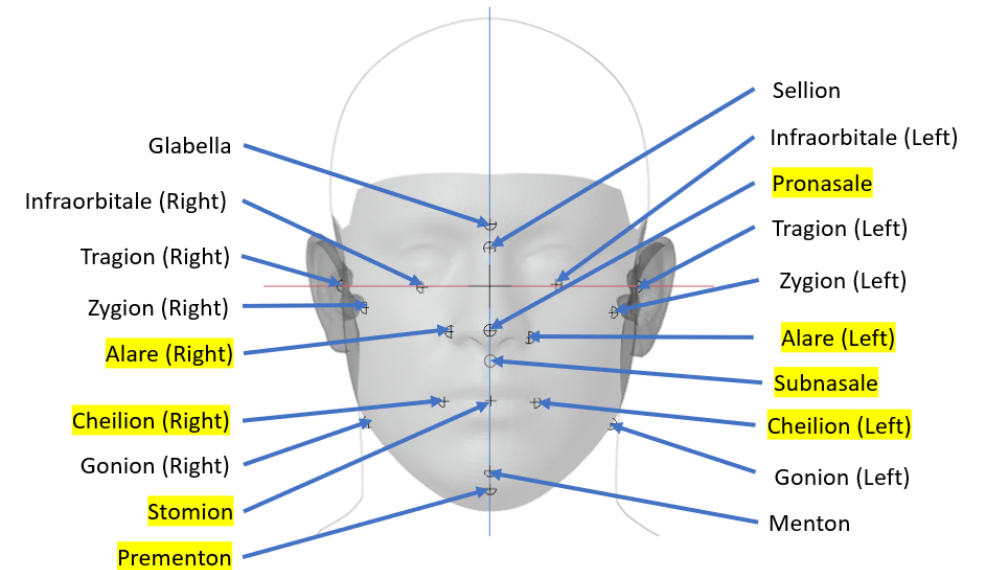 Sellion
Infraorbitale (Left)
Glabella
Pronasale
Infraorbitale (Right)
Tragion (Left)
Tragion (Right)
Zygion (Left)
Zygion (Right)
Alare (Left)
Alare (Right)
Subnasale
Cheilion (Right)
Cheilion (Left)
Gonion (Right)
Gonion (Left)
Stomion
Menton
Prementon